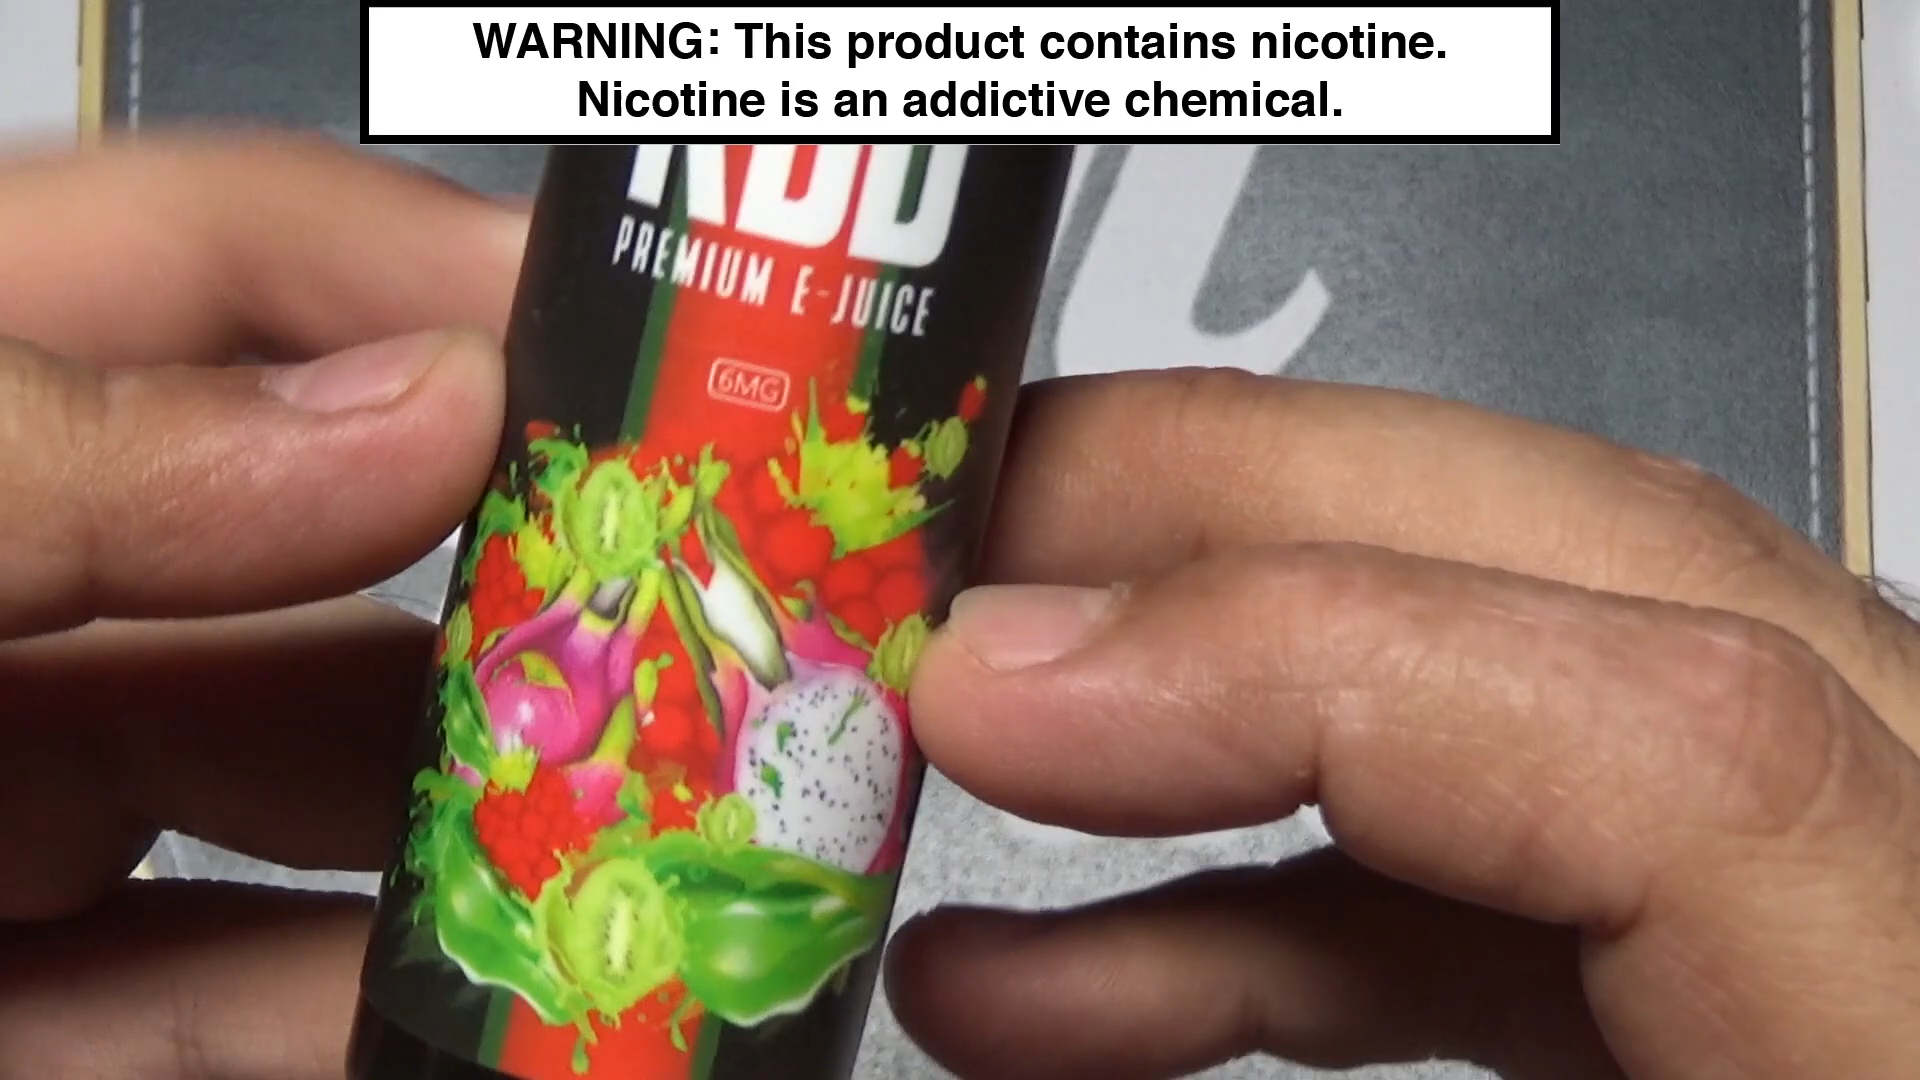 WARNING: This product contains nicotine.
Nicotine is an addictive chemical.
PREMIUM E-JUICE
6MG